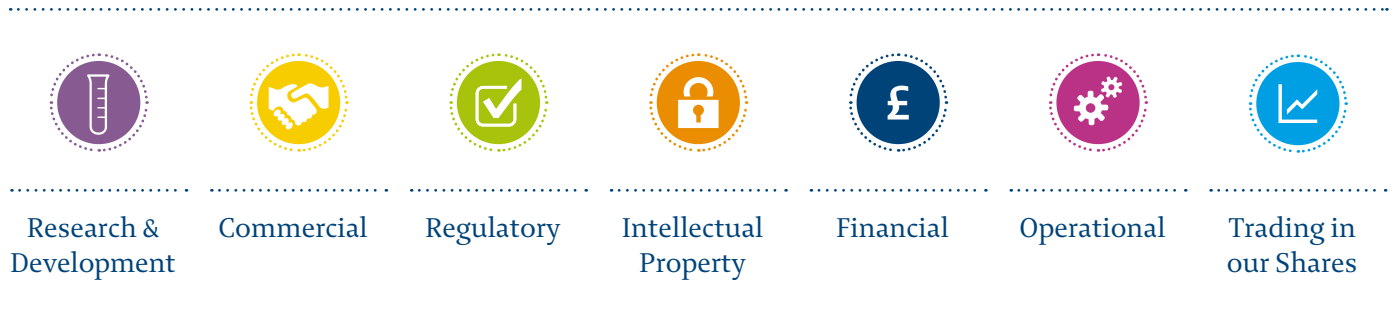 £
Research &
Development
Commercial
Regulatory
Intellectual
Property
Financial
Operational
Trading in
our Shares